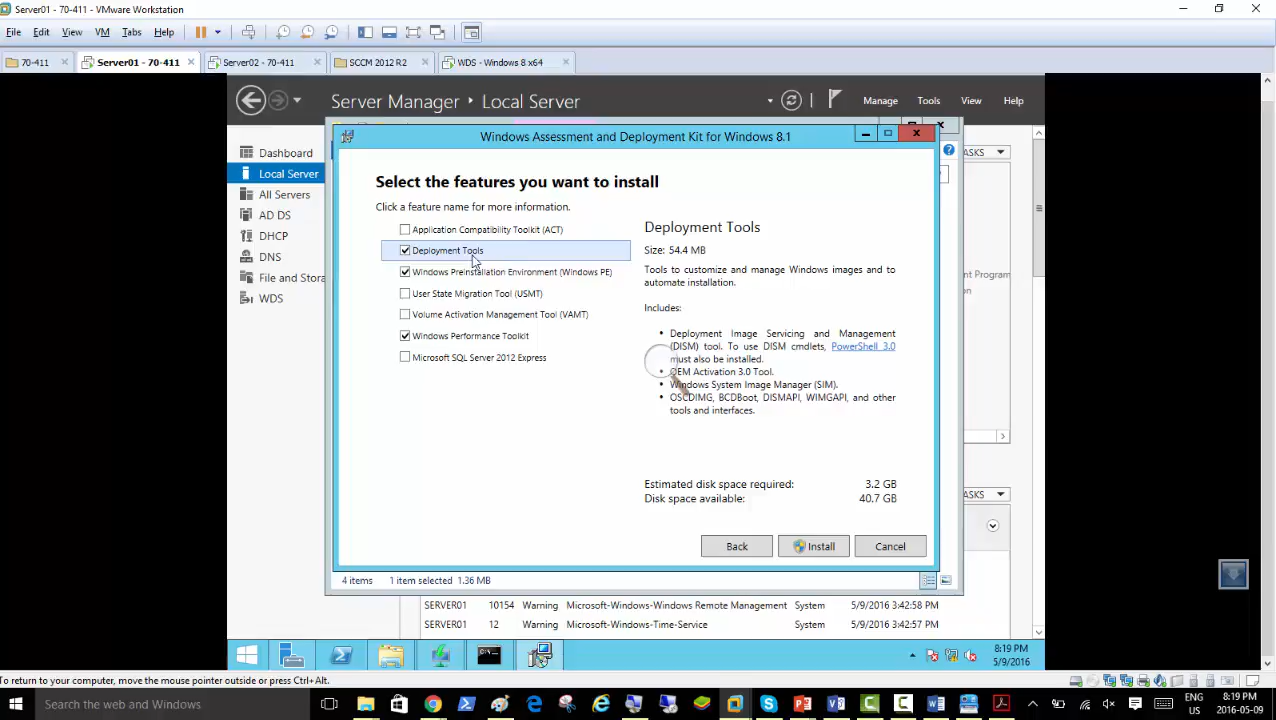 Server01 - 70-411 - VMware Workstation
File Edit View VM Tabs Help
70-411
Server01 - 70-411
Server02 - 70-411
SCCM 2012 R2
WDS - Windows 8 x64
Server Manager • Local Server
Manage Tools View Help
Windows Assessment and Deployment Kit for Windows 8.1
Dashboard
Local Server
All Servers
AD DS
DHCP
DNS
File and Stora
WDS
ASKS
Select the features you want to install
Click a feature name for more information.
Application Compatibility Toolkit (ACT)
Deployment Tools
Windows Preinstallation Environment (Windows PE)
User State Migration Tool (USMT)
Volume Activation Management Tool (VAMT)
Windows Performance Toolkit
Microsoft SQL Server 2012 Express
Deployment Tools
Size: 54.4 MB
Tools to customize and manage Windows images and to
automate installation.
Includes:
• Deployment Image Servicing and Management
(DISM) tool. To use DISM cmdlets, PowerShell 3.0
must also be installed.
• OEM Activation 3.0 Tool.
• Windows System Image Manager (SIM).
• OSCDIMG, BCDBoot, DISMAPI, WIMGAPI, and other
tools and interfaces.
Estimated disk space required: 3.2 GB
Disk space available: 40.7 GB
Back Install Cancel
ent Program
on
ASKS
4 items 1 item selected 1.36 MB
SERVER01 10154 Warning Microsoft-Windows-Windows Remote Management System 5/9/2016 3:42:58 PM
SERVER01 12 Warning Microsoft-Windows-Time-Service System 5/9/2016 3:42:57 PM
8:19 PM
5/9/2016
To return to your computer, move the mouse pointer outside or press Ctrl+Alt.
Search the web and Windows
ENG
US
8:19 PM
2016-05-09